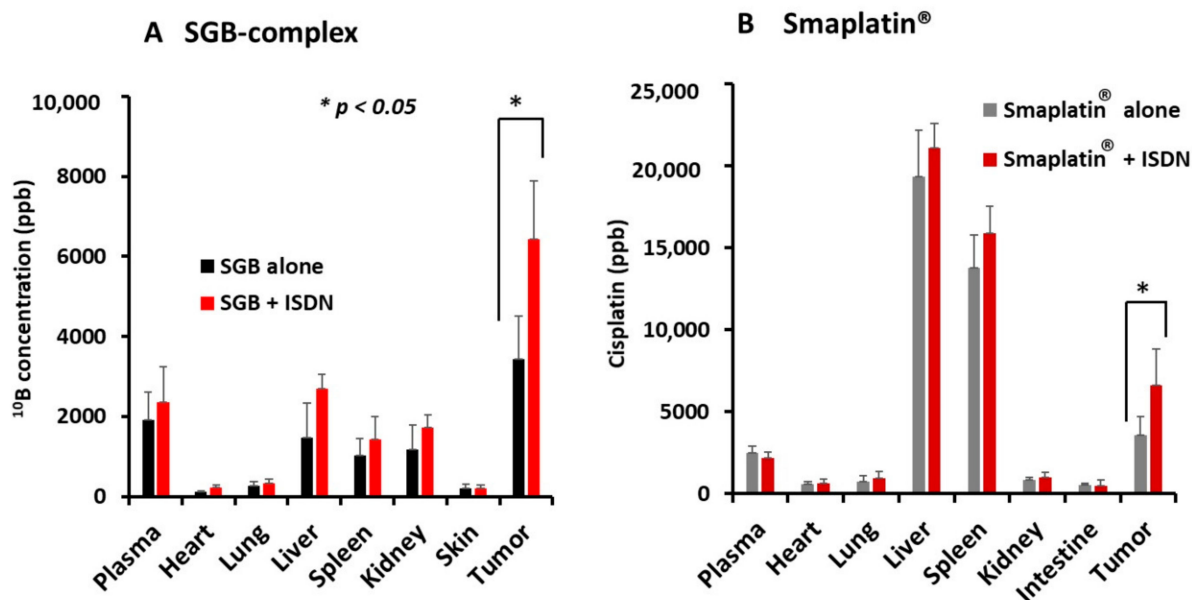 A SGB-complex
10,000
8000
6000
4000
2000
0
¹⁰B concentration (ppb)
* p < 0.05
*
SGB alone
SGB + ISDN
Plasma
Heart
Lung
Liver
Spleen
Kidney
Skin
Tumor
B Smaplatin®
25,000
20,000
15,000
10,000
5000
0
Cisplatin (ppb)
Smaplatin® alone
Smaplatin® + ISDN
*
Plasma
Heart
Lung
Liver
Spleen
Kidney
Intestine
Tumor